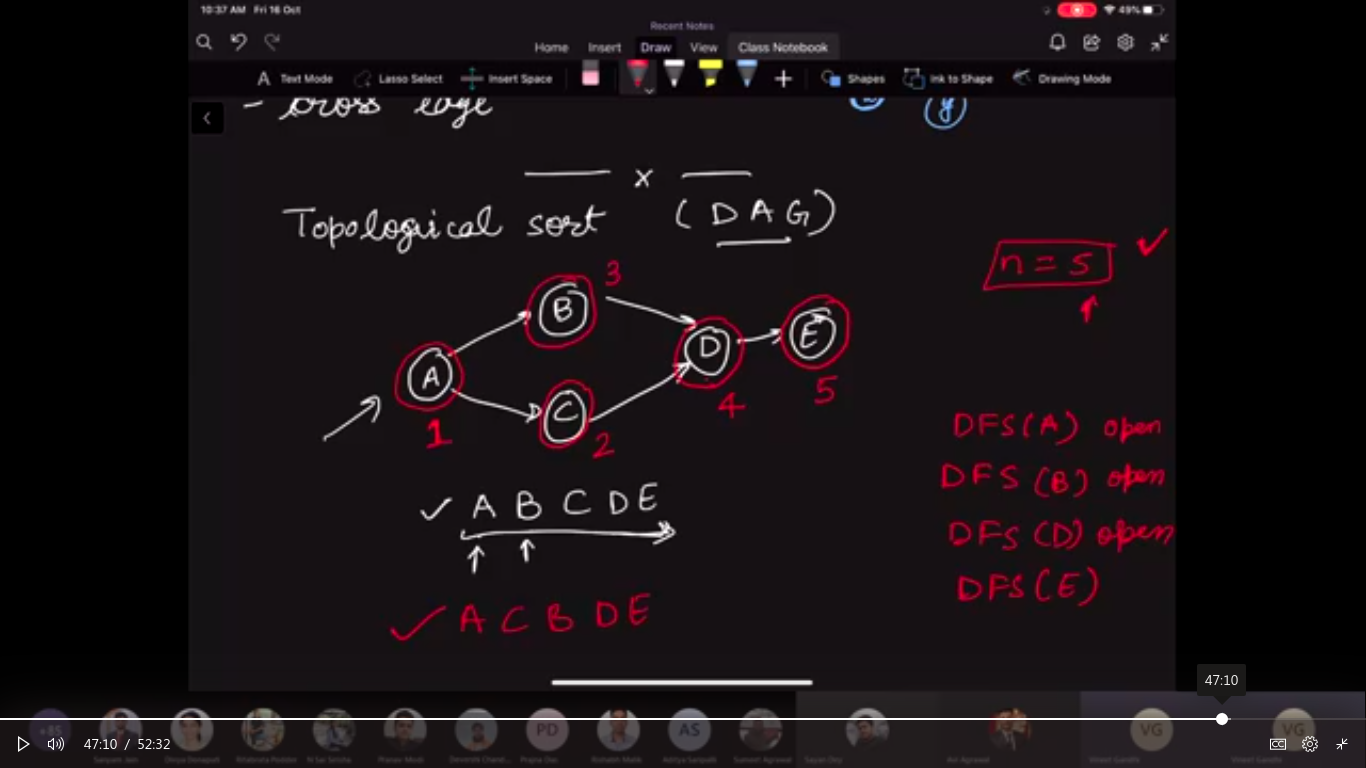 10:37 AM Fri 16 Oct
49%
Recent Notes
Home Insert Draw View Class Notebook
Text Mode Lasso Select Insert Space Shapes Ink to Shape Drawing Mode
- cross edge
y
x
Topological sort (DAG)
n = 5
B 3
A 1
C 2
D 4
E 5
DFS(A) open
DFS(B) open
DFS(D) open
DFS(E)
A B C D E
A C B D E
47:10
+85
PD
AS
VG
VG
47:10 / 52:32
CC